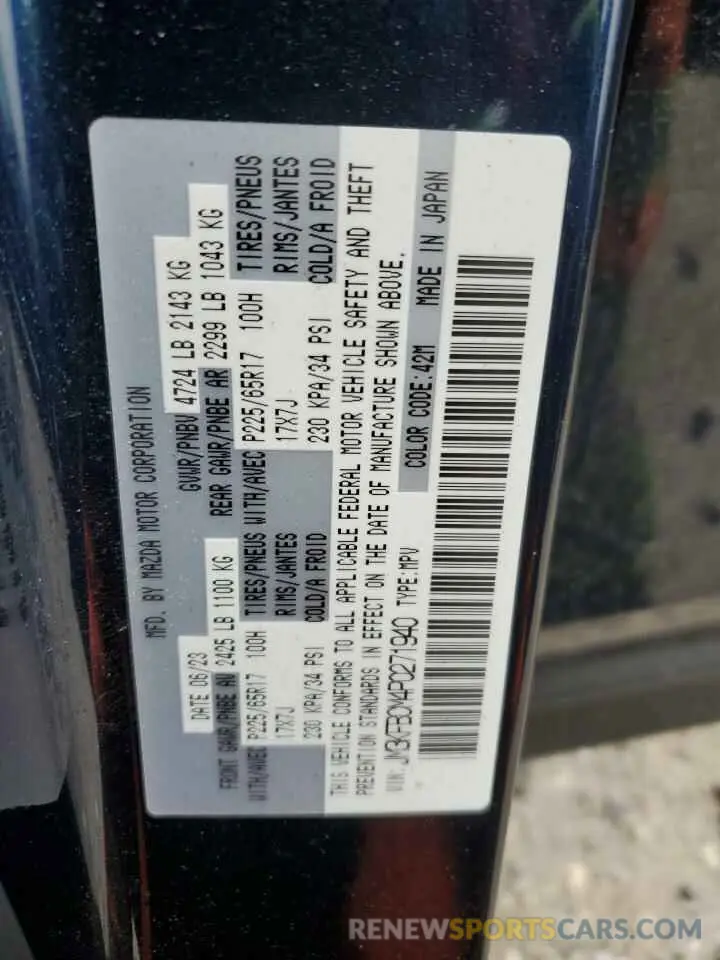 MFD. BY MAZDA MOTOR CORPORATION
DATE 06/23 GVWR/PNBV 4724 LB 2143 KG
FRONT GAWR/PNBE AV 2425 LB 1100 KG REAR GAWR/PNBE AR 2299 LB 1043 KG
WITH/AVEC P225/65R17 100H TIRES/PNEUS WITH/AVEC P225/65R17 100H TIRES/PNEUS
17X7J RIMS/JANTES 17X7J RIMS/JANTES
230 KPA/34 PSI COLD/A FROID 230 KPA/34 PSI COLD/A FROID
THIS VEHICLE CONFORMS TO ALL APPLICABLE FEDERAL MOTOR VEHICLE SAFETY AND THEFT
PREVENTION STANDARDS IN EFFECT ON THE DATE OF MANUFACTURE SHOWN ABOVE.
VIN: JM3KFBCM4P0271940 TYPE:MPV COLOR CODE:42M MADE IN JAPAN
RENEWSPORTSCARS.COM